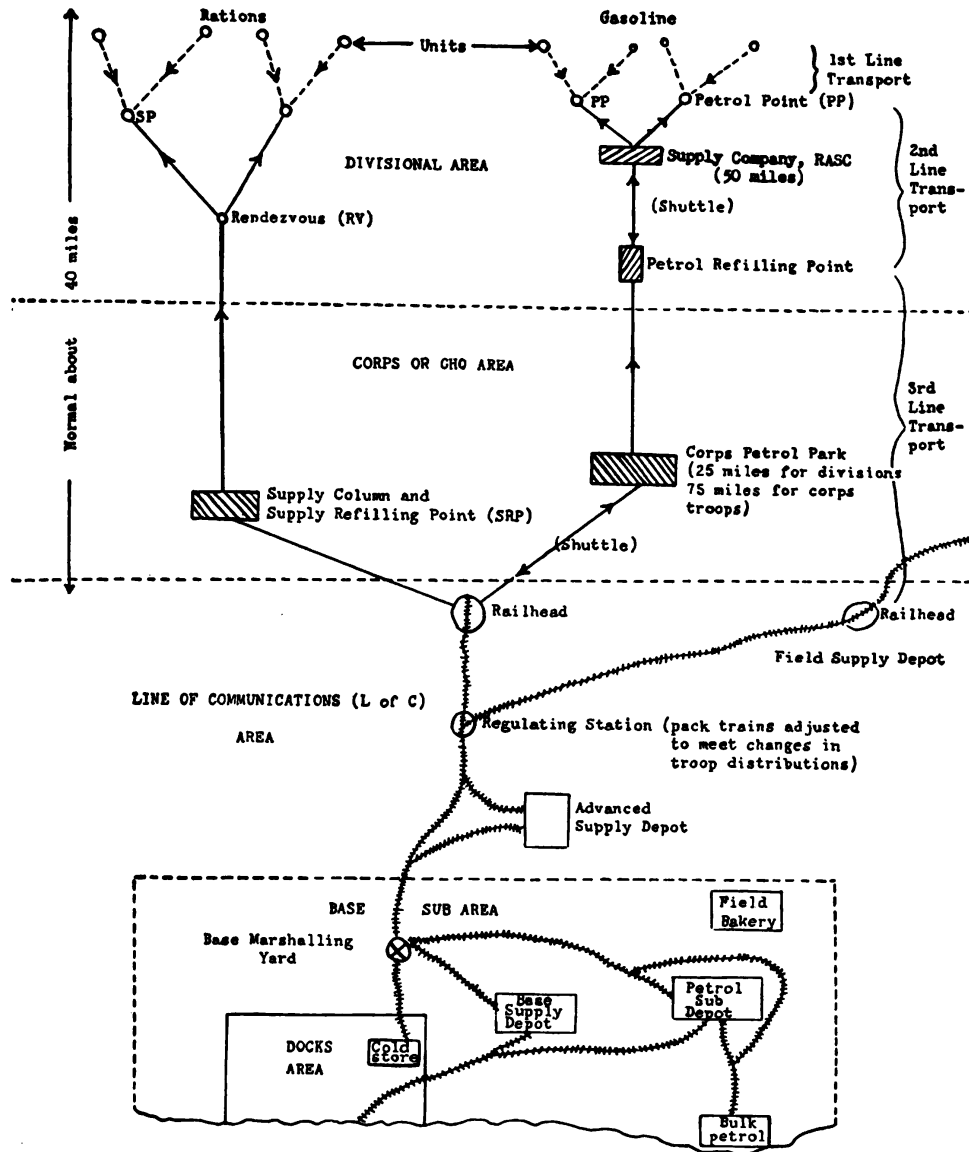 Rations
Gasoline
Units
1st Line
Transport
SP
PP
Petrol Point (PP)
DIVISIONAL AREA
Supply Company, RASC
(50 miles)
2nd
Line
Trans-
port
(Shuttle)
Rendezvous (RV)
Petrol Refilling Point
Normal about 40 miles
CORPS OR GHQ AREA
3rd
Line
Trans-
port
Corps Petrol Park
(25 miles for divisions
75 miles for corps
troops)
Supply Column and
Supply Refilling Point (SRP)
(Shuttle)
Railhead
Railhead
Field Supply Depot
LINE OF COMMUNICATIONS (L of C)
AREA
Regulating Station (pack trains adjusted
to meet changes in
troop distributions)
Advanced
Supply Depot
BASE SUB AREA
Field
Bakery
Base Marshalling
Yard
Base
Supply
Depot
Petrol
Sub
Depot
DOCKS
AREA
Cold
store
Bulk
petrol